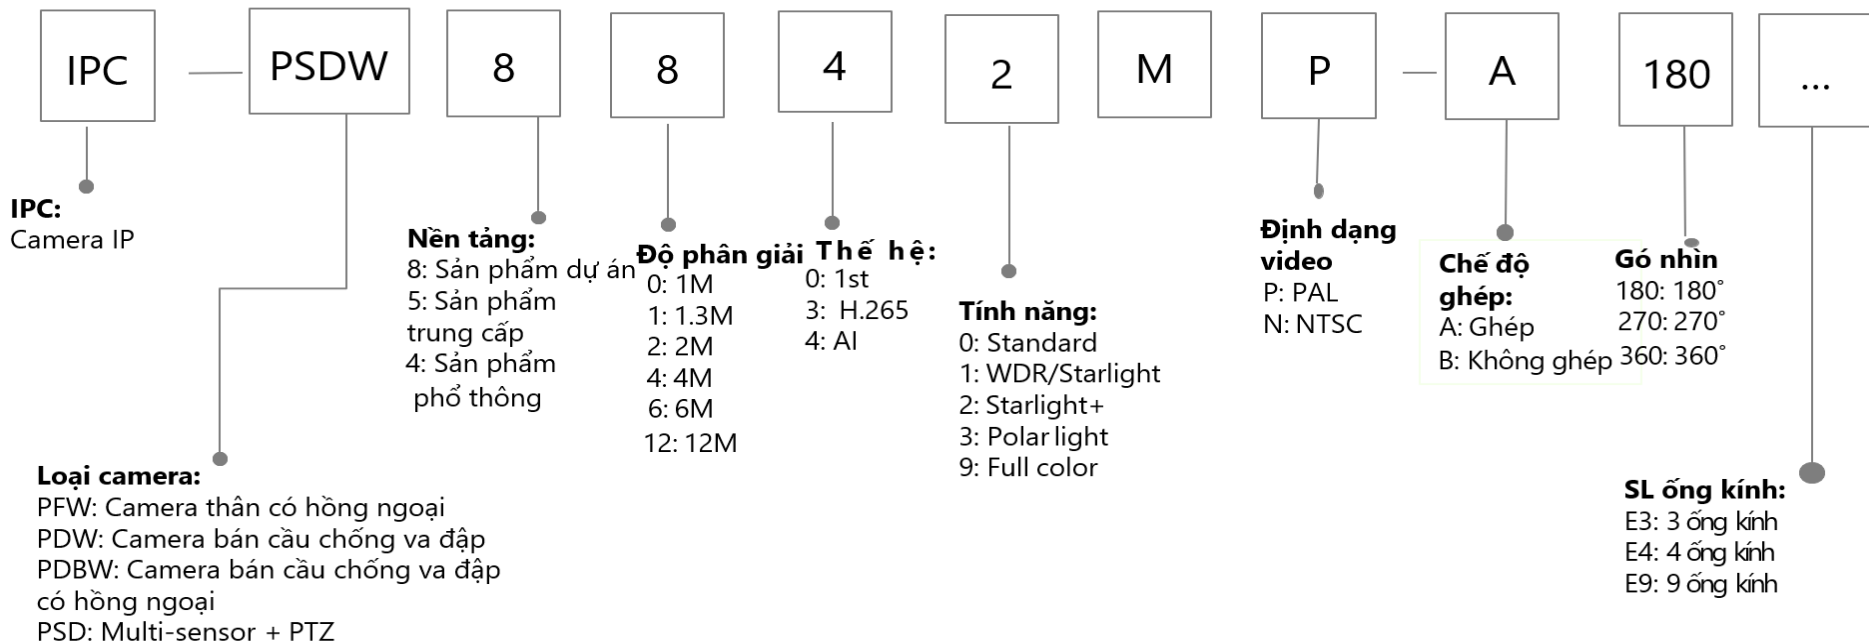 IPC — PSDW 8 8 4 2 M P — A 180 ...
IPC:
Camera IP
Nền tảng:
8: Sản phẩm dự án
5: Sản phẩm
trung cấp
4: Sản phẩm
phổ thông
Độ phân giải
0: 1M
1: 1.3M
2: 2M
4: 4M
6: 6M
12: 12M
Thế hệ:
0: 1st
3: H.265
4: AI
Tính năng:
0: Standard
1: WDR/Starlight
2: Starlight+
3: Polar light
9: Full color
Định dạng
video
P: PAL
N: NTSC
Chế độ
ghép:
A: Ghép
B: Không ghép
Gó nhìn
180: 180°
270: 270°
360: 360°
Loại camera:
PFW: Camera thân có hồng ngoại
PDW: Camera bán cầu chống va đập
PDBW: Camera bán cầu chống va đập
có hồng ngoại
PSD: Multi-sensor + PTZ
SL ống kính:
E3: 3 ống kính
E4: 4 ống kính
E9: 9 ống kính